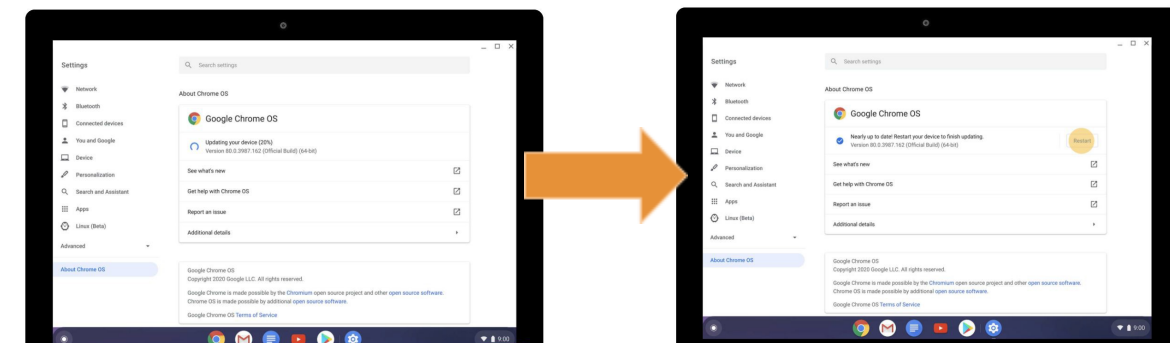 Settings
Search settings
Network
Bluetooth
Connected devices
You and Google
Device
Personalization
Search and Assistant
Apps
Linux (Beta)
Advanced
About Chrome OS
About Chrome OS
Google Chrome OS
Updating your device (20%)
Version 80.0.3987.162 (Official Build) (64-bit)
See what's new
Get help with Chrome OS
Report an issue
Additional details
Google Chrome OS
Copyright 2020 Google LLC. All rights reserved.
Google Chrome is made possible by the Chromium open source project and other open source software.
Chrome OS is made possible by additional open source software.
Google Chrome OS Terms of Service
9:00
Settings
Search settings
Network
Bluetooth
Connected devices
You and Google
Device
Personalization
Search and Assistant
Apps
Linux (Beta)
Advanced
About Chrome OS
About Chrome OS
Google Chrome OS
Nearly up to date! Restart your device to finish updating.
Version 80.0.3987.162 (Official Build) (64-bit)
Restart
See what's new
Get help with Chrome OS
Report an issue
Additional details
Google Chrome OS
Copyright 2020 Google LLC. All rights reserved.
Google Chrome is made possible by the Chromium open source project and other open source software.
Chrome OS is made possible by additional open source software.
Google Chrome OS Terms of Service
9:00